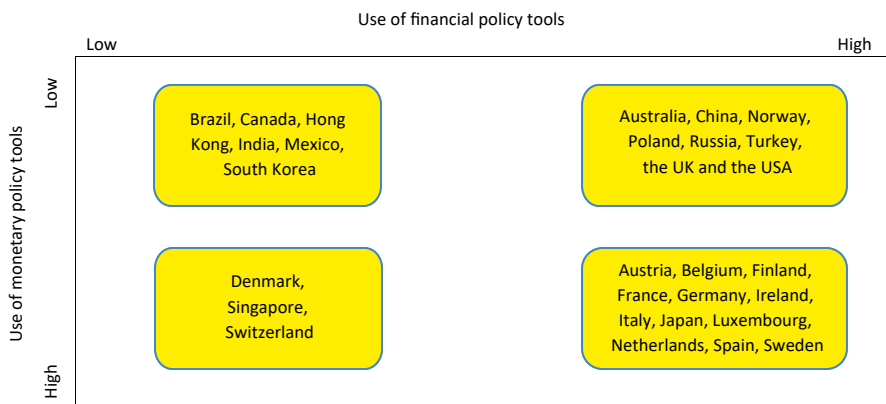 Use of financial policy tools
Low
High
Use of monetary policy tools
Low
High
Brazil, Canada, Hong
Kong, India, Mexico,
South Korea
Australia, China, Norway,
Poland, Russia, Turkey,
the UK and the USA
Denmark,
Singapore,
Switzerland
Austria, Belgium, Finland,
France, Germany, Ireland,
Italy, Japan, Luxembourg,
Netherlands, Spain, Sweden